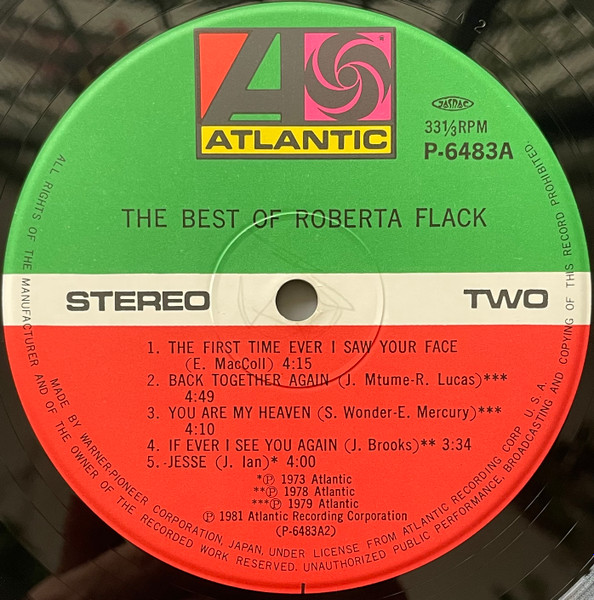 A 2
ATLANTIC
JASRAC
33⅓RPM
P-6483A
THE BEST OF ROBERTA FLACK
STEREO
TWO
1. THE FIRST TIME EVER I SAW YOUR FACE
(E. MacColl) 4:15
2. BACK TOGETHER AGAIN (J. Mtume-R. Lucas)***
4:49
3. YOU ARE MY HEAVEN (S. Wonder-E. Mercury)***
4:10
4. IF EVER I SEE YOU AGAIN (J. Brooks)** 3:34
5. JESSE (J. Ian)* 4:00
*Ⓟ 1973 Atlantic
**Ⓟ 1978 Atlantic
***Ⓟ 1979 Atlantic
Ⓟ 1981 Atlantic Recording Corporation
(P-6483A2)
ALL RIGHTS OF THE MANUFACTURER AND OF THE OWNER OF THE RECORDED WORK RESERVED. UNAUTHORIZED PUBLIC PERFORMANCE, BROADCASTING AND COPYING OF THIS RECORD PROHIBITED.
MADE BY WARNER-PIONEER CORPORATION, JAPAN, UNDER LICENSE FROM ATLANTIC RECORDING CORP. U.S.A.